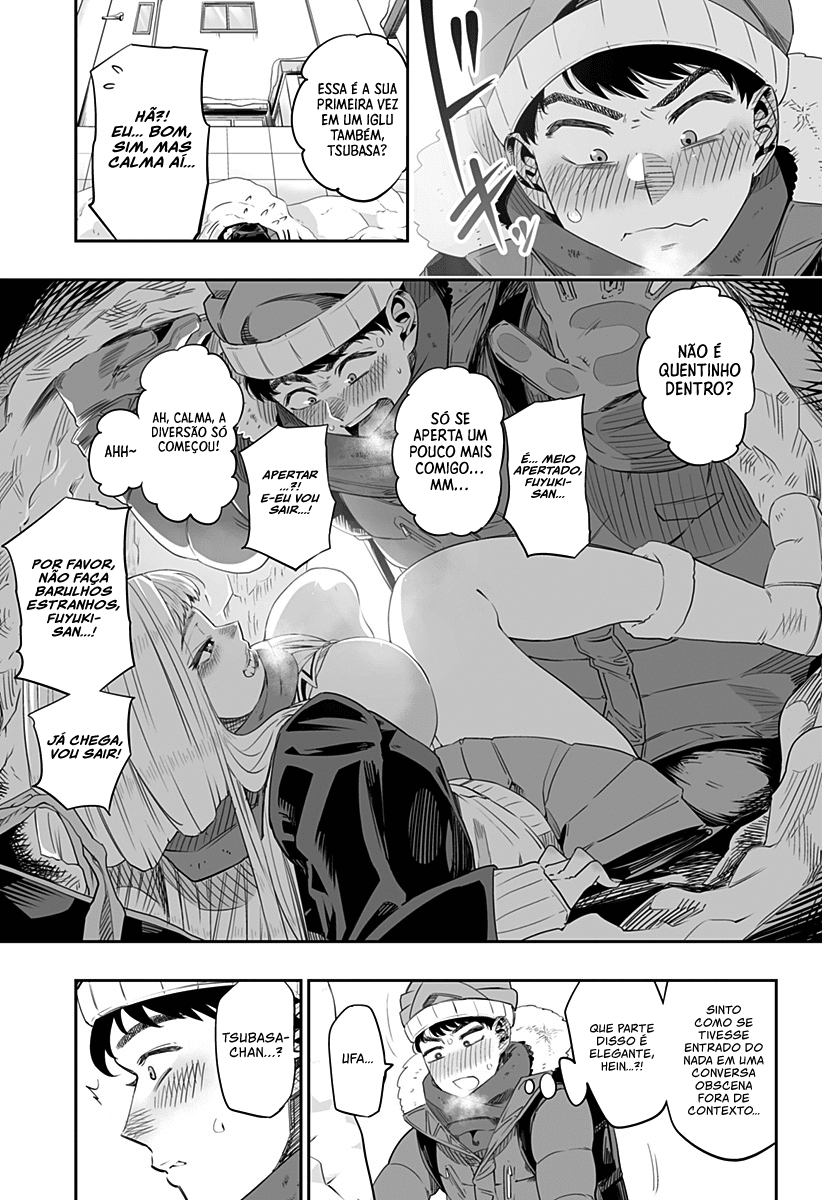 ESSA É A SUA
PRIMEIRA VEZ
EM UM IGLU
TAMBÉM,
TSUBASA?
HÃ?!
EU... BOM,
SIM, MAS
CALMA AÍ...
NÃO É
QUENTINHO
DENTRO?
É... MEIO
APERTADO,
FUYUKI-
SAN...
SÓ SE
APERTA UM
POUCO MAIS
COMIGO...
MM...
APERTAR
...?!
E-EU VOU
SAIR...!
AH, CALMA, A
DIVERSÃO SÓ
COMEÇOU!
AHH~
POR FAVOR,
NÃO FAÇA
BARULHOS
ESTRANHOS,
FUYUKI-
SAN...!
JÁ CHEGA,
VOU SAIR!
SINTO
COMO SE
TIVESSE
ENTRADO DO
NADA EM UMA
CONVERSA
OBSCENA
FORA DE
CONTEXTO...
QUE PARTE
DISSO É
ELEGANTE,
HEIN...?!
UFA...
TSUBASA-
CHAN...?